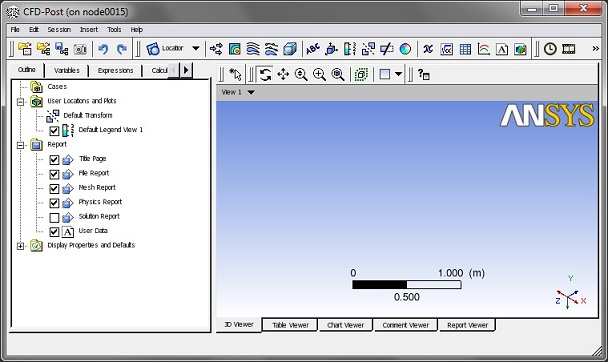 CFD-Post (on node0015)
File Edit Session Insert Tools Help
Location
ABC
Outline Variables Expressions Calcul
Cases
User Locations and Plots
Default Transform
Default Legend View 1
Report
Title Page
File Report
Mesh Report
Physics Report
Solution Report
A User Data
Display Properties and Defaults
View 1
ANSYS
0 1.000 (m)
0.500
Y
Z X
3D Viewer Table Viewer Chart Viewer Comment Viewer Report Viewer